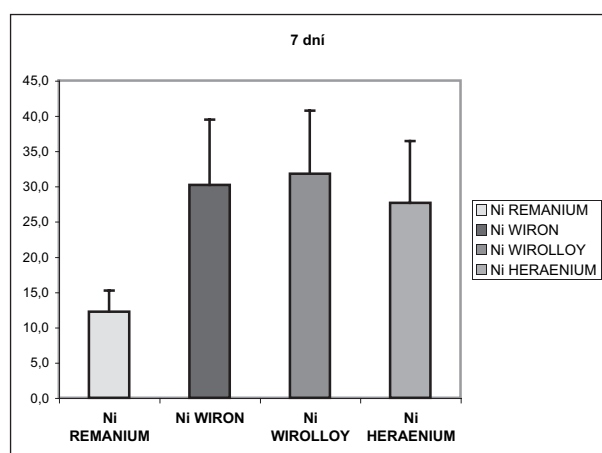 7 dní
45,0
40,0
35,0
30,0
25,0
20,0
15,0
10,0
5,0
0,0
Ni REMANIUM
Ni WIRON
Ni WIROLLOY
Ni HERAENIUM
Ni
REMANIUM
Ni WIRON
Ni
WIROLLOY
Ni
HERAENIUM